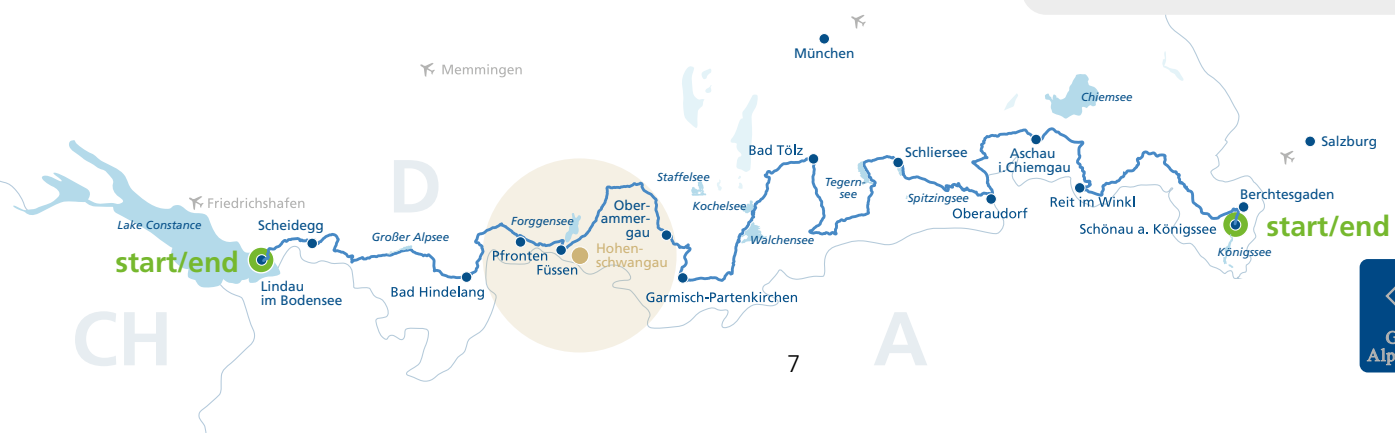 München
Memmingen
Chiemsee
Salzburg
Bad Tölz
Schliersee
Aschau
i.Chiemgau
Staffelsee
Tegern-
see
D
Kochelsee
Spitzingsee
Berchtesgaden
Friedrichshafen
Ober-
ammer-
gau
Oberaudorf
Reit im Winkl
Lake Constance
Scheidegg
Forggensee
Schönau a. Königssee
start/end
Großer Alpsee
Walchensee
Hohen-
schwangau
Pfronten
Füssen
Königssee
start/end
Lindau
im Bodensee
Bad Hindelang
Garmisch-Partenkirchen
CH
A
7
G
Alp